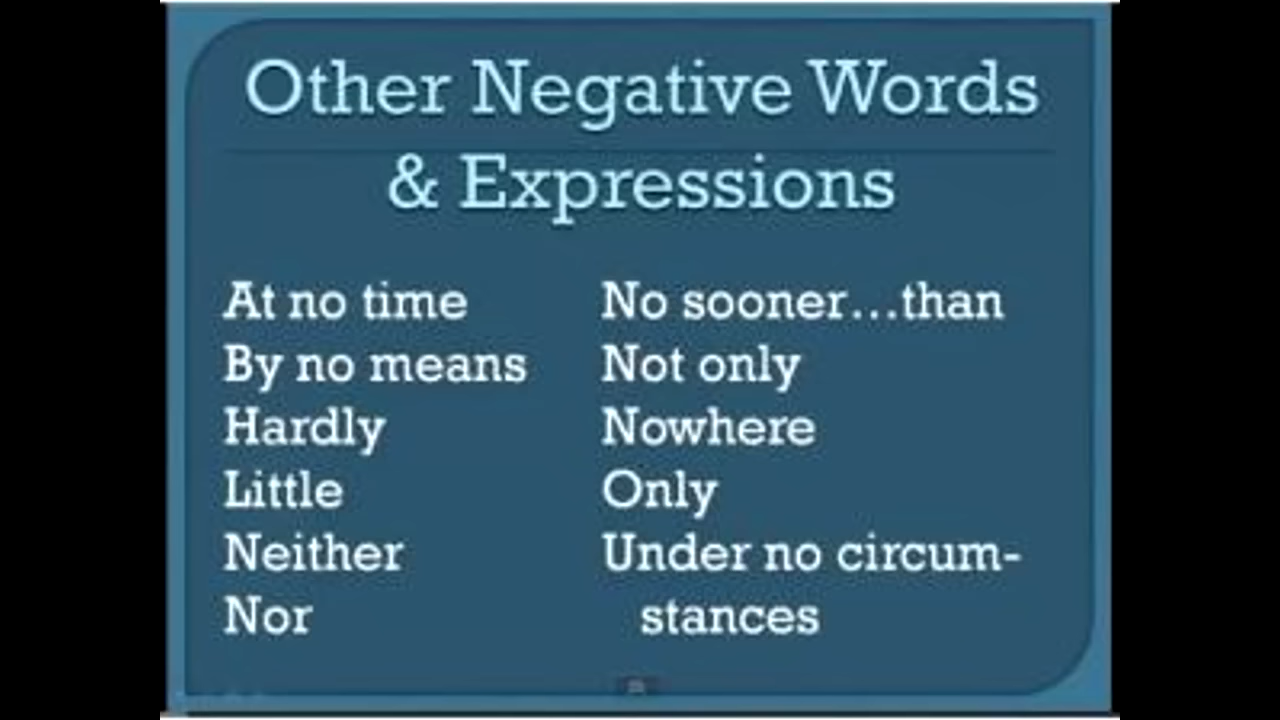 Other Negative Words
& Expressions
At no time
By no means
Hardly
Little
Neither
Nor
No sooner...than
Not only
Nowhere
Only
Under no circum-
stances